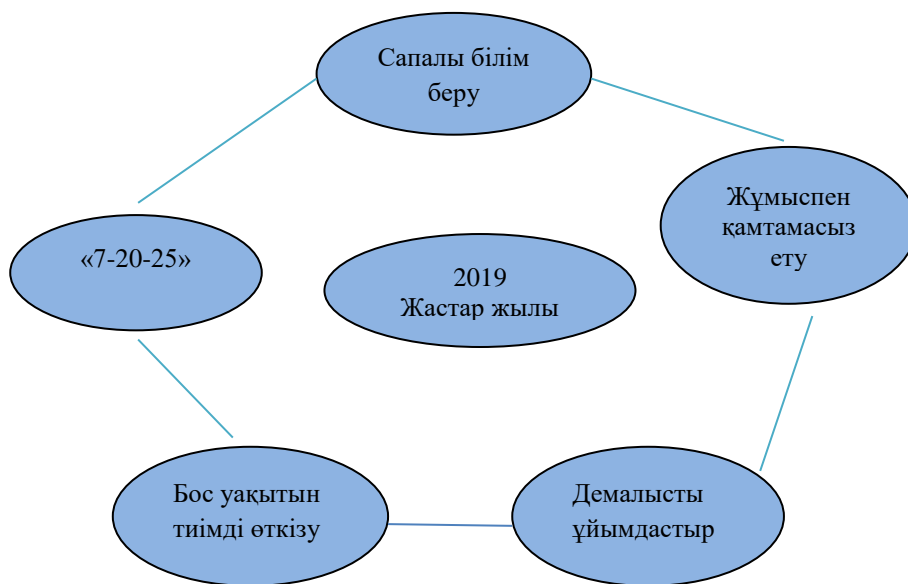 Сапалы білім
беру
Жұмыспен
қамтамасыз
ету
«7-20-25»
2019
Жастар жылы
Бос уақытын
тиімді өткізу
Демалысты
ұйымдастыр